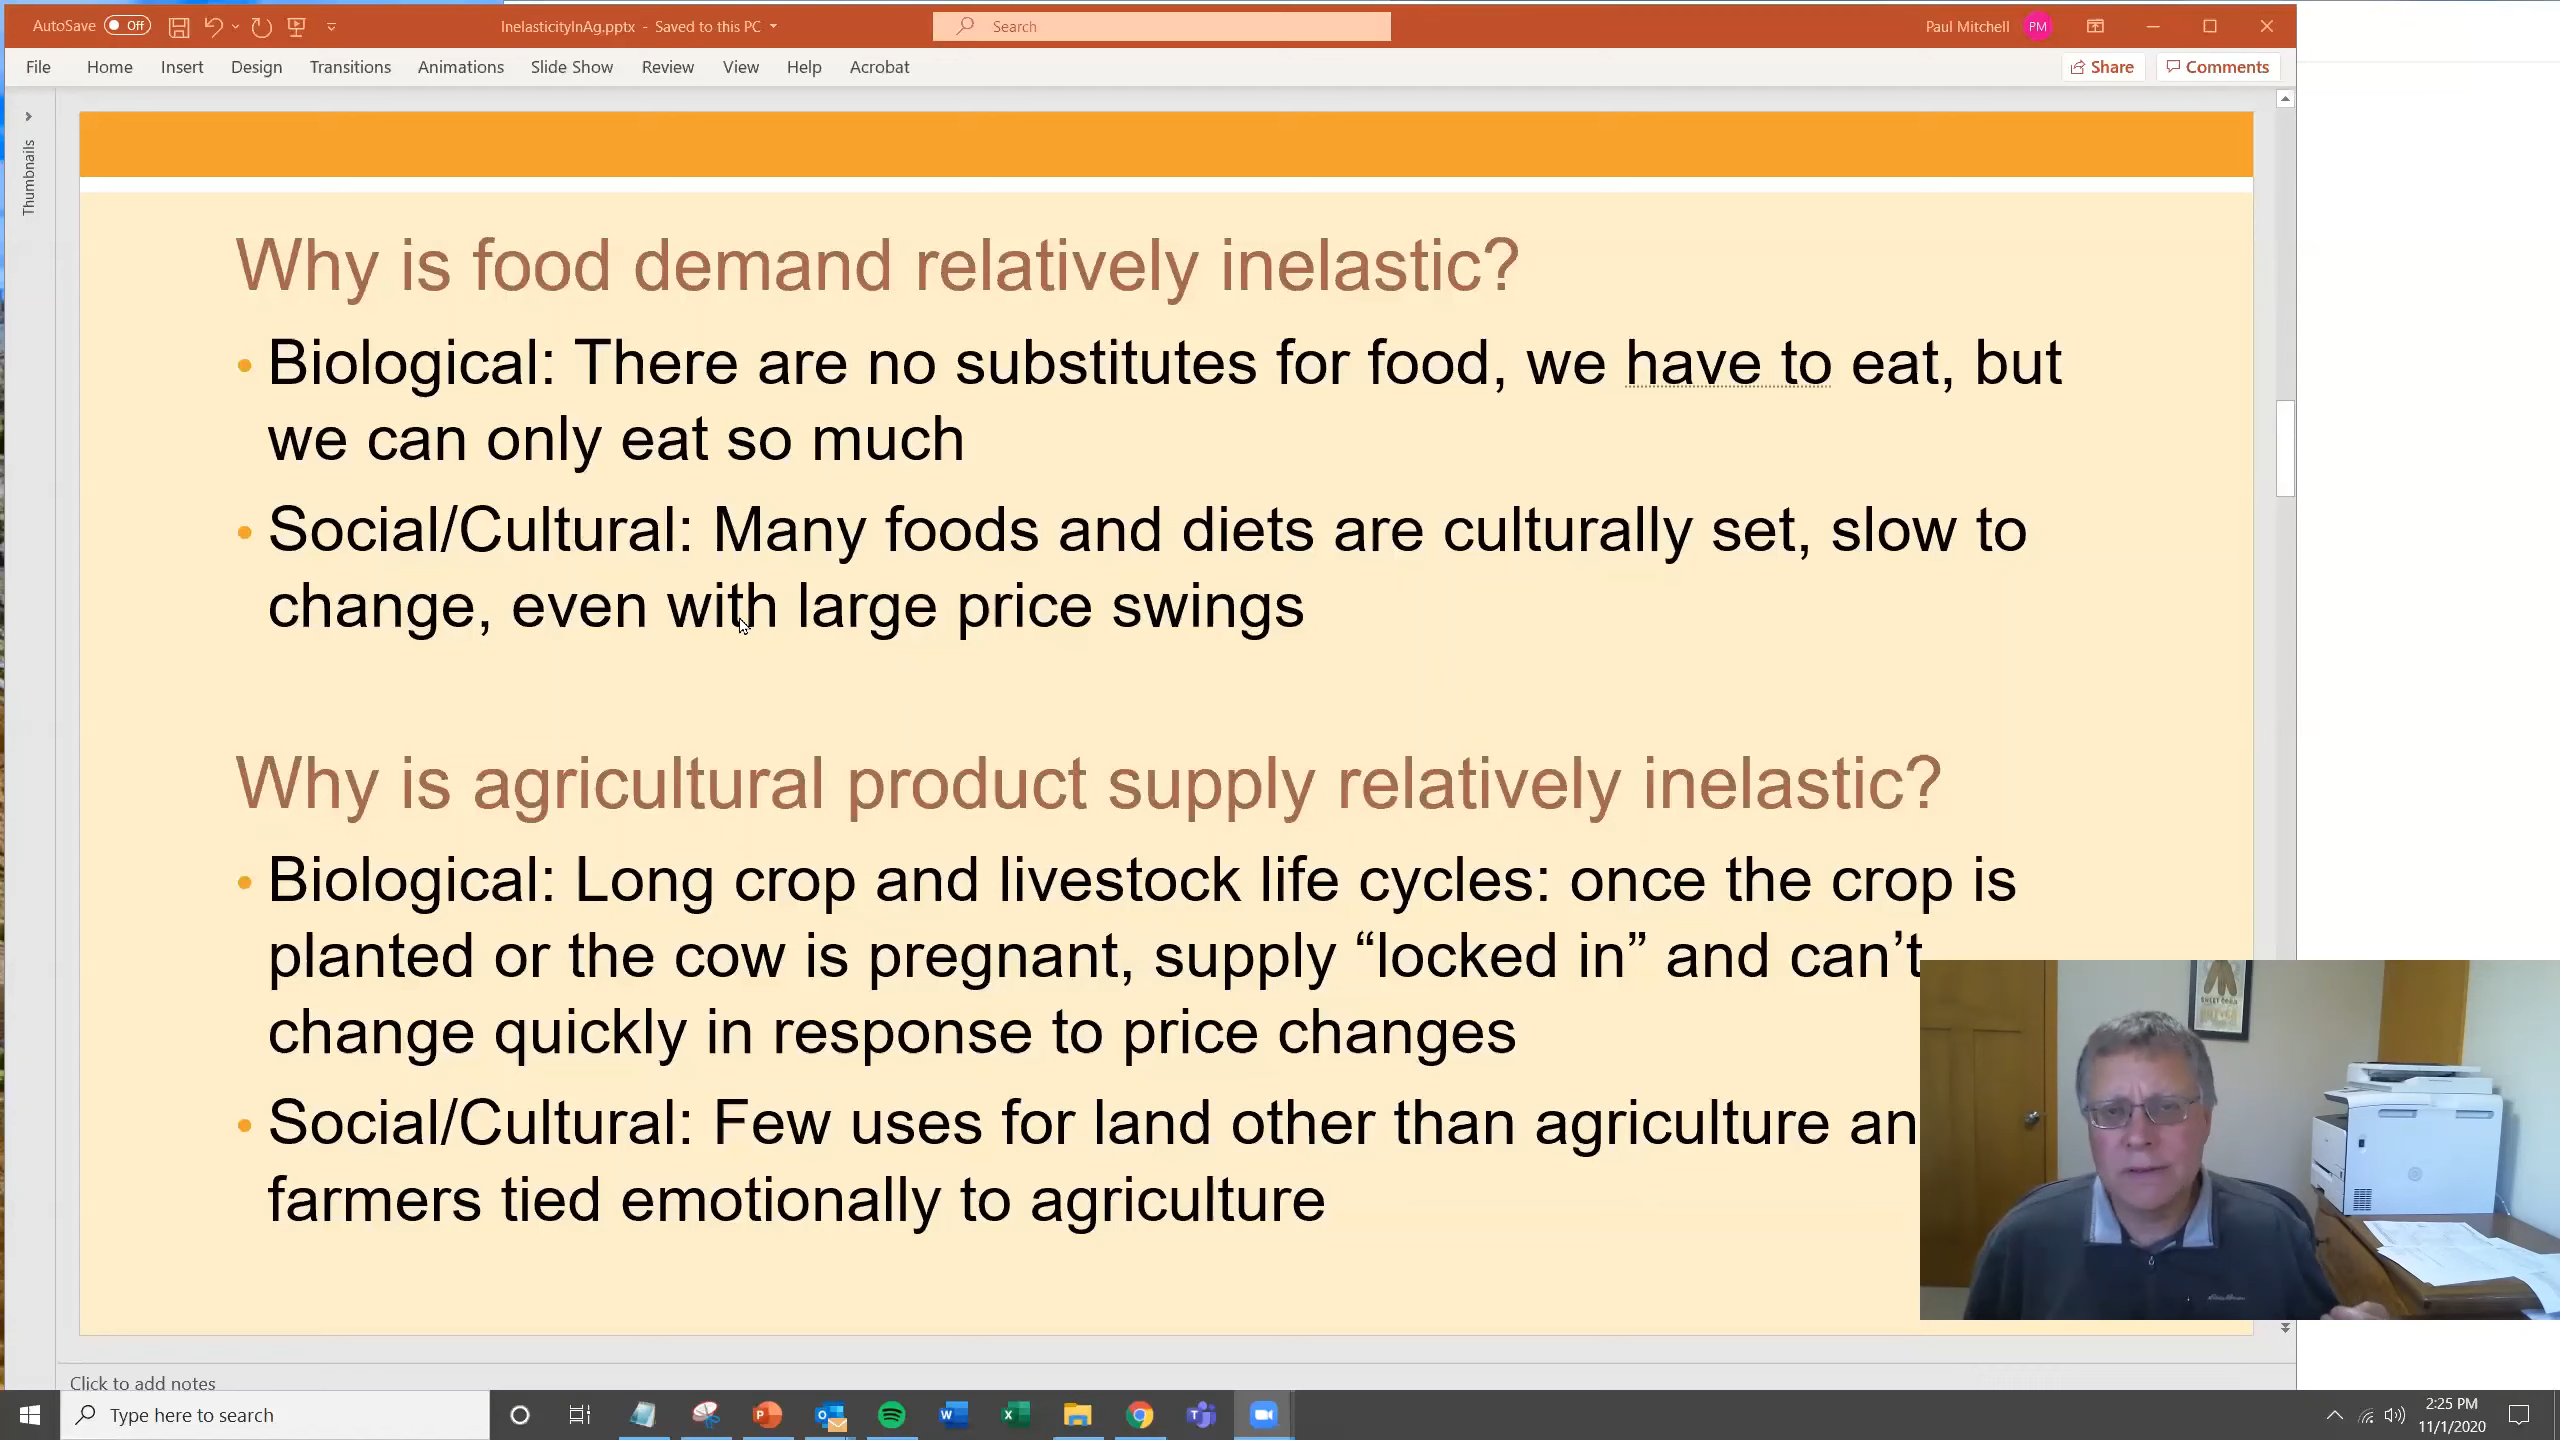 AutoSave Off InelasticityInAg.pptx - Saved to this PC Search Paul Mitchell PM
File Home Insert Design Transitions Animations Slide Show Review View Help Acrobat Share Comments
Thumbnails
Why is food demand relatively inelastic?
• Biological: There are no substitutes for food, we have to eat, but
we can only eat so much
• Social/Cultural: Many foods and diets are culturally set, slow to
change, even with large price swings
Why is agricultural product supply relatively inelastic?
• Biological: Long crop and livestock life cycles: once the crop is
planted or the cow is pregnant, supply “locked in” and can’t
change quickly in response to price changes
• Social/Cultural: Few uses for land other than agriculture an
farmers tied emotionally to agriculture
Click to add notes
Type here to search
2:25 PM
11/1/2020